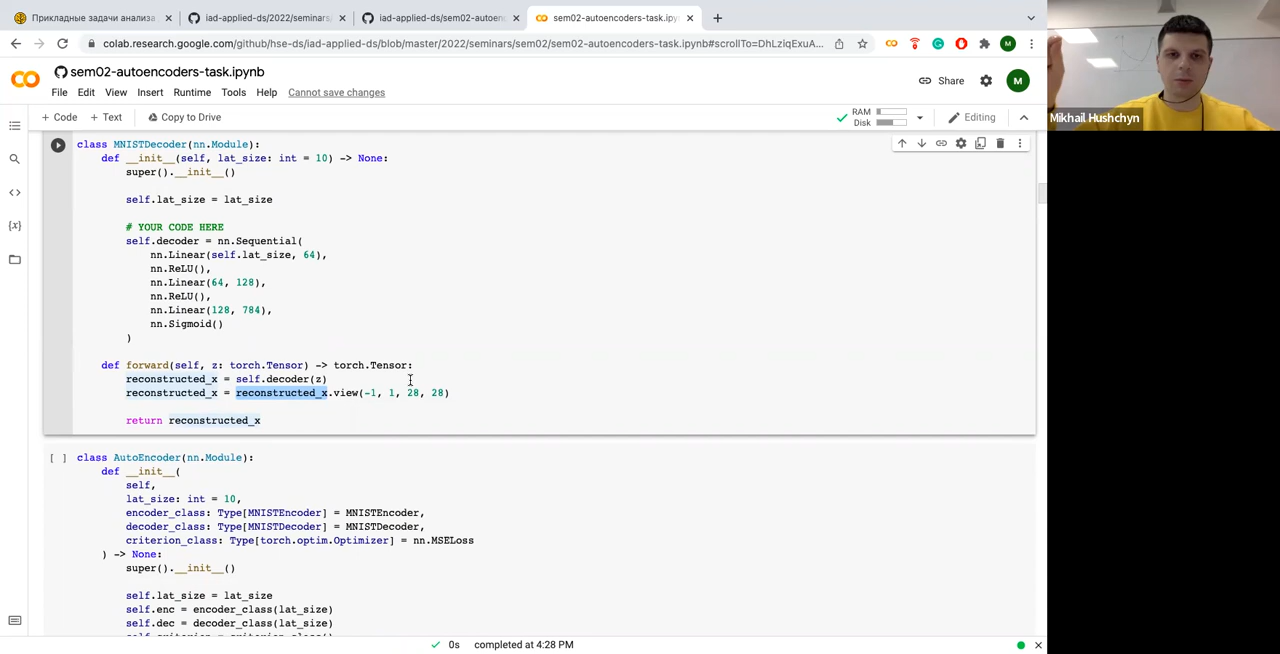 Прикладные задачи анализа
iad-applied-ds/2022/seminars/
iad-applied-ds/sem02-autoenc
sem02-autoencoders-task.ipyn
colab.research.google.com/github/hse-ds/iad-applied-ds/blob/master/2022/seminars/sem02/sem02-autoencoders-task.ipynb#scrollTo=DhLziqExuA...
M
CO
sem02-autoencoders-task.ipynb
Share
M
File Edit View Insert Runtime Tools Help Cannot save changes
+ Code + Text Copy to Drive
RAM
Disk
Editing
Mikhail Hushchyn
class MNISTDecoder(nn.Module):
def __init__(self, lat_size: int = 10) -> None:
super().__init__()
self.lat_size = lat_size
# YOUR CODE HERE
self.decoder = nn.Sequential(
nn.Linear(self.lat_size, 64),
nn.ReLU(),
nn.Linear(64, 128),
nn.ReLU(),
nn.Linear(128, 784),
nn.Sigmoid()
)
def forward(self, z: torch.Tensor) -> torch.Tensor:
reconstructed_x = self.decoder(z)
reconstructed_x = reconstructed_x.view(-1, 1, 28, 28)
return reconstructed_x
[ ] class AutoEncoder(nn.Module):
def __init__(
self,
lat_size: int = 10,
encoder_class: Type[MNISTEncoder] = MNISTEncoder,
decoder_class: Type[MNISTDecoder] = MNISTDecoder,
criterion_class: Type[torch.optim.Optimizer] = nn.MSELoss
) -> None:
super().__init__()
self.lat_size = lat_size
self.enc = encoder_class(lat_size)
self.dec = decoder_class(lat_size)
0s completed at 4:28 PM